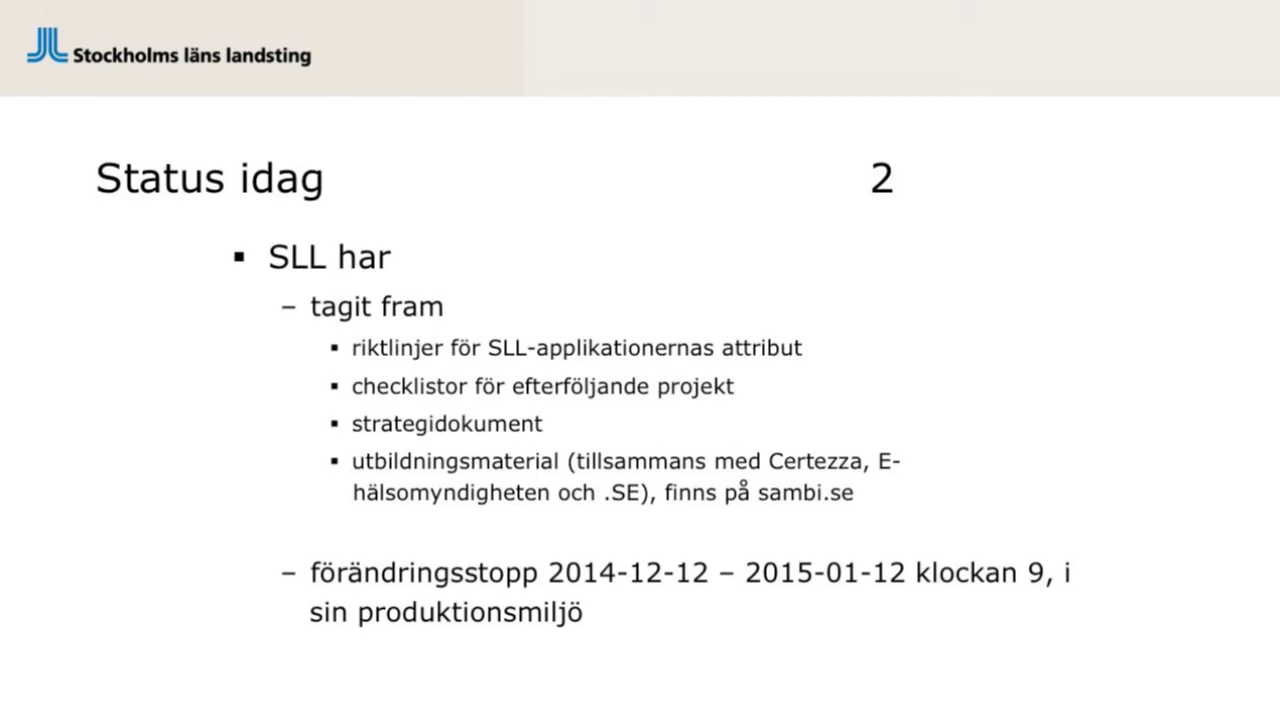 Stockholms läns landsting
Status idag 2
▪ SLL har
– tagit fram
▪ riktlinjer för SLL-applikationernas attribut
▪ checklistor för efterföljande projekt
▪ strategidokument
▪ utbildningsmaterial (tillsammans med Certezza, E-
hälsomyndigheten och .SE), finns på sambi.se
– förändringsstopp 2014-12-12 – 2015-01-12 klockan 9, i
sin produktionsmiljö